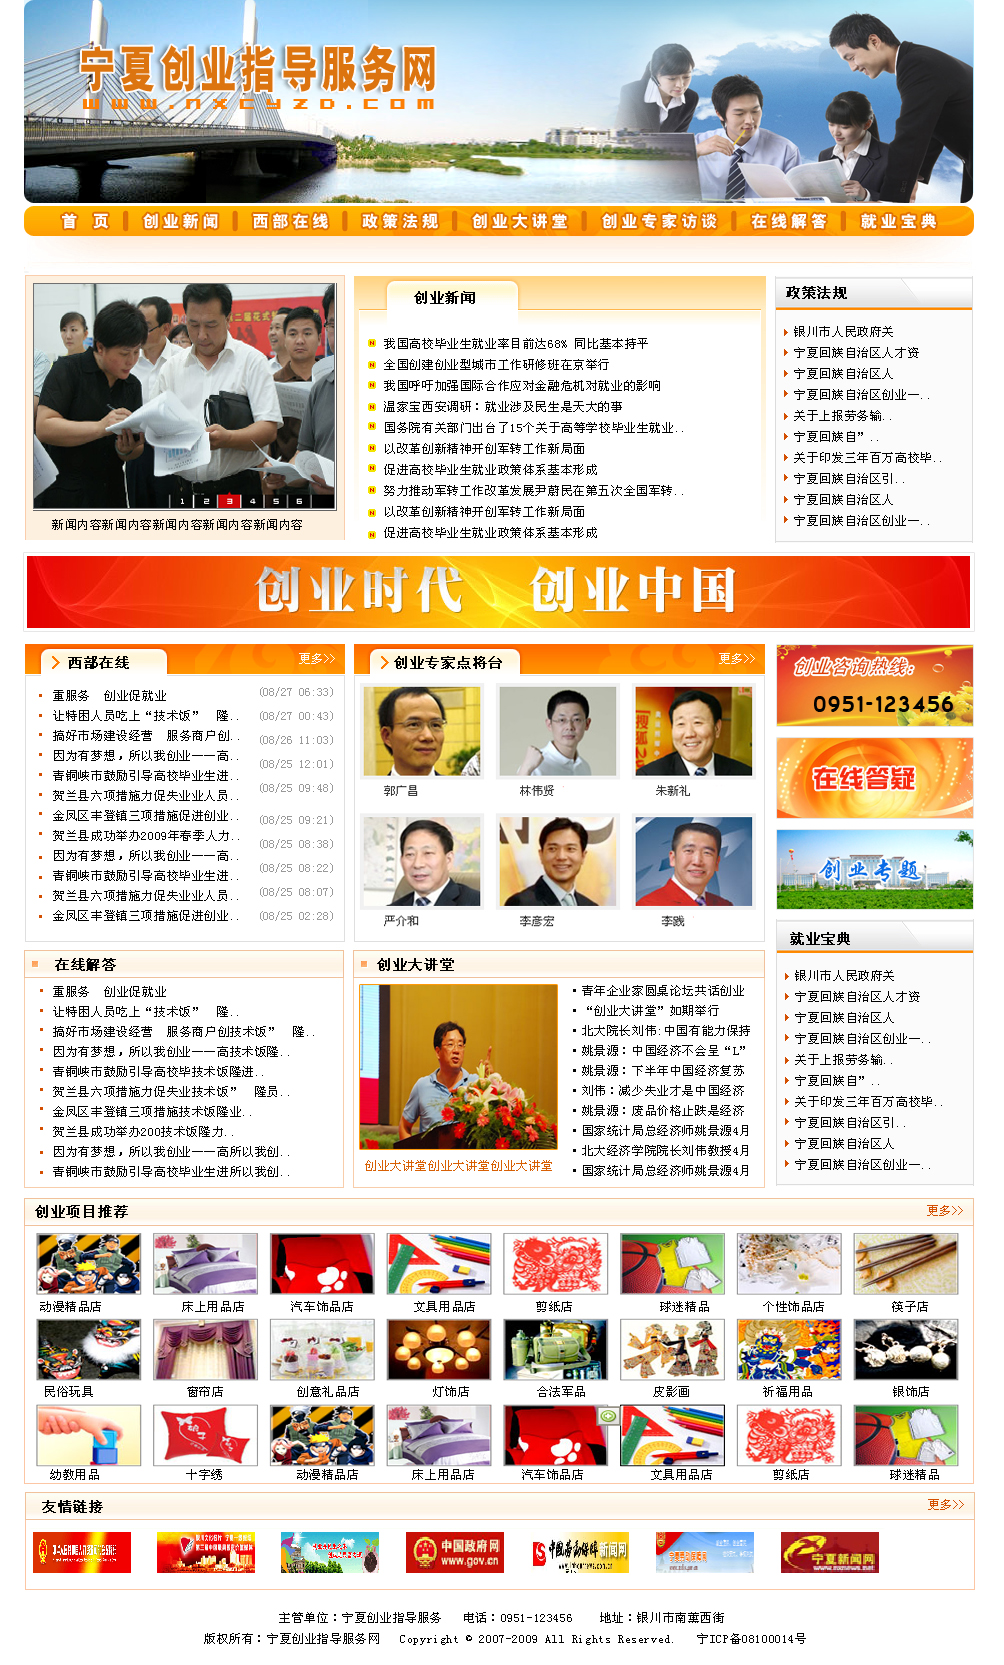 宁夏创业指导服务网
www.nxcyzd.com
首 页 创业新闻 西部在线 政策法规 创业大讲堂 创业专家访谈 在线解答 就业宝典
1 2 3 4 5 6
新闻内容新闻内容新闻内容新闻内容新闻内容
创业新闻
我国高校毕业生就业率目前达68% 同比基本持平
全国创建创业型城市工作研修班在京举行
我国呼吁加强国际合作应对金融危机对就业的影响
温家宝西安调研：就业涉及民生是天大的事
国务院有关部门出台了15个关于高等学校毕业生就业..
以改革创新精神开创军转工作新局面
促进高校毕业生就业政策体系基本形成
努力推动军转工作改革发展尹蔚民在第五次全国军转..
以改革创新精神开创军转工作新局面
促进高校毕业生就业政策体系基本形成
政策法规
银川市人民政府关
宁夏回族自治区人才资
宁夏回族自治区人
宁夏回族自治区创业一..
关于上报劳务输..
宁夏回族自”..
关于印发三年百万高校毕..
宁夏回族自治区引..
宁夏回族自治区人
宁夏回族自治区创业一..
创业时代 创业中国
西部在线 更多>>
重服务 创业促就业 (08/27 06:33)
让特困人员吃上“技术饭” 隆.. (08/27 00:43)
搞好市场建设经营 服务商户创.. (08/26 11:03)
因为有梦想，所以我创业一一高.. (08/25 12:01)
青铜峡市鼓励引导高校毕业生进.. (08/25 09:48)
贺兰县六项措施力促失业业人员..
金凤区丰登镇三项措施促进创业.. (08/25 09:21)
贺兰县成功举办2009年春季人力.. (08/25 08:38)
因为有梦想，所以我创业一一高.. (08/25 08:22)
青铜峡市鼓励引导高校毕业生进..
贺兰县六项措施力促失业业人员.. (08/25 08:07)
金凤区丰登镇三项措施促进创业.. (08/25 02:28)
创业专家点将台 更多>>
郭广昌 林伟贤 朱新礼
严介和 李彦宏 李践
创业咨询热线：
0951-123456
在线答疑
创业专题
就业宝典
银川市人民政府关
宁夏回族自治区人才资
宁夏回族自治区人
宁夏回族自治区创业一..
关于上报劳务输..
宁夏回族自”..
关于印发三年百万高校毕..
宁夏回族自治区引..
宁夏回族自治区人
宁夏回族自治区创业一..
在线解答
重服务 创业促就业
让特困人员吃上“技术饭” 隆..
搞好市场建设经营 服务商户创技术饭” 隆..
因为有梦想，所以我创业一一高技术饭隆..
青铜峡市鼓励引导高校毕技术饭隆进..
贺兰县六项措施力促失业技术饭” 隆员..
金凤区丰登镇三项措施技术饭隆业..
贺兰县成功举办200技术饭隆力..
因为有梦想，所以我创业一一高所以我创..
青铜峡市鼓励引导高校毕业生进所以我创..
创业大讲堂
创业大讲堂创业大讲堂创业大讲堂
青年企业家圆桌论坛共话创业
“创业大讲堂”如期举行
北大院长刘伟:中国有能力保持
姚景源：中国经济不会呈“L”
姚景源：下半年中国经济复苏
刘伟：减少失业才是中国经济
姚景源：废品价格止跌是经济
国家统计局总经济师姚景源4月
北大经济学院院长刘伟教授4月
国家统计局总经济师姚景源4月
创业项目推荐 更多>>
动漫精品店 床上用品店 汽车饰品店 文具用品店 剪纸店 球迷精品 个性饰品店 筷子店
民俗玩具 窗帘店 创意礼品店 灯饰店 合法军品 皮影画 祈福用品 银饰店
幼教用品 十字绣 动漫精品店 床上用品店 汽车饰品店 文具用品店 剪纸店 球迷精品
友情链接 更多>>
中国政府网
www.gov.cn
中国劳动保障新闻网
宁夏新闻网
主管单位：宁夏创业指导服务 电话：0951-123456 地址：银川市南薰西街
版权所有：宁夏创业指导服务网 Copyright © 2007-2009 All Rights Reserved. 宁ICP备08100014号